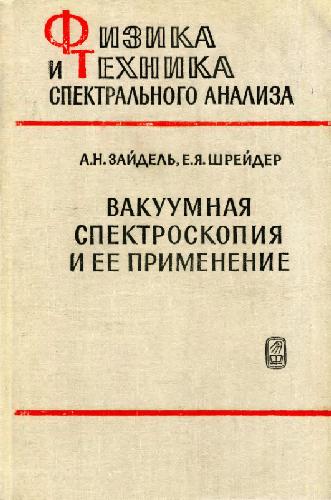 ФИЗИКА
И ТЕХНИКА
СПЕКТРАЛЬНОГО АНАЛИЗА
А.Н. ЗАЙДЕЛЬ, Е.Я. ШРЕЙДЕР
ВАКУУМНАЯ
СПЕКТРОСКОПИЯ
И ЕЕ ПРИМЕНЕНИЕ